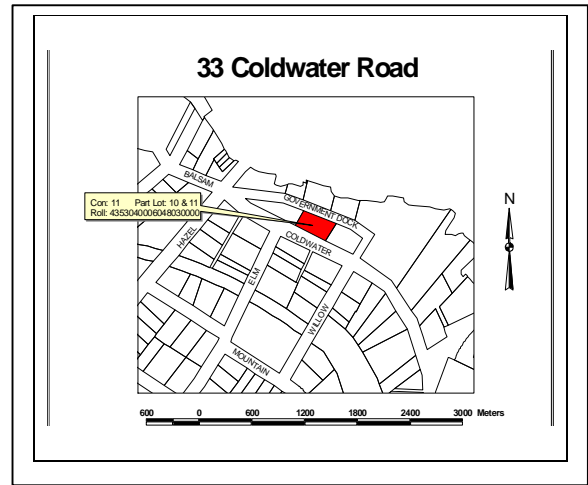 33 Coldwater Road
BALSAM
GOVERNMENT DOCK
Con: 11 Part Lot: 10 & 11
Roll: 4353040006048030000
N
HAZEL
COLDWATER
ELM
WILLOW
MOUNTAIN
600 0 600 1200 1800 2400 3000 Meters